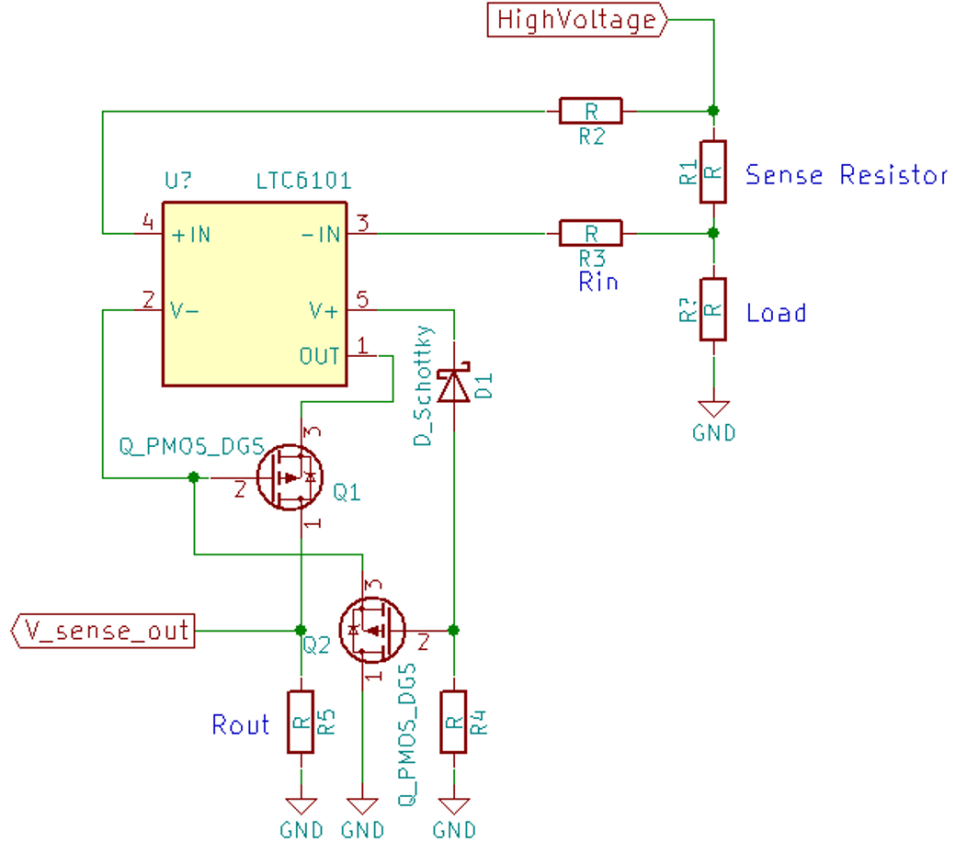 HighVoltage
R
R2
R1
R
Sense Resistor
U?
LTC6101
4
+IN
-IN
3
R
R3
Rin
2
V-
V+
5
R?
R
Load
OUT
1
D_Schottky
D1
GND
Q_PMOS_DGS
3
2
Q1
1
3
V_sense_out
Q2
2
1
Q_PMOS_DGS
Rout
R
R5
R
R4
GND
GND
GND